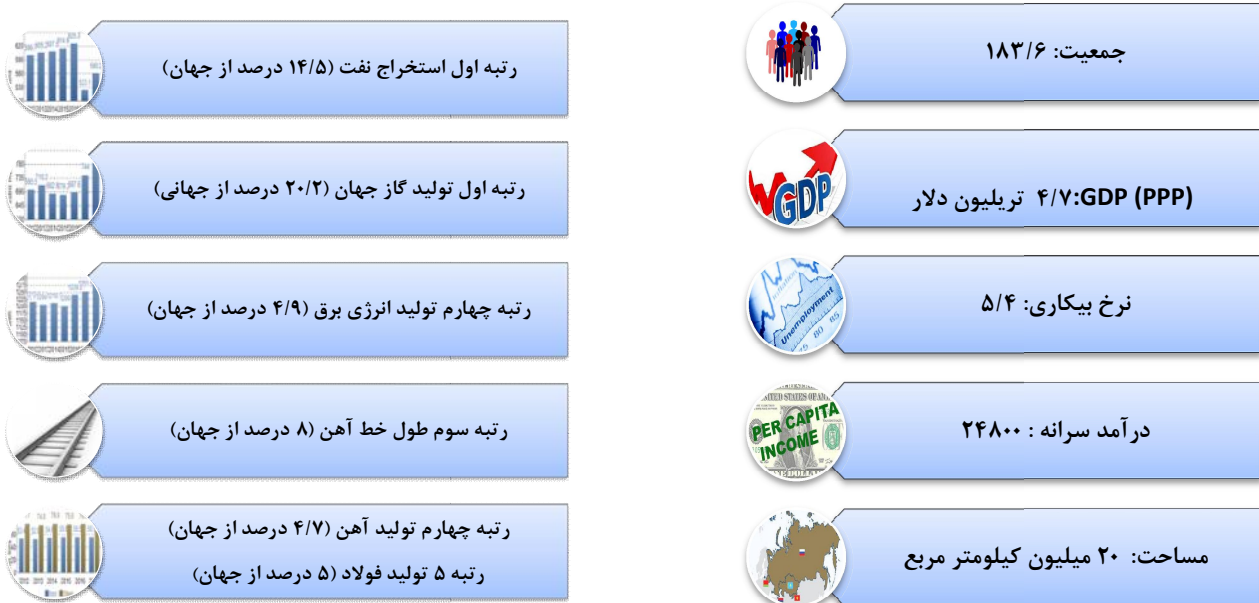 جمعیت: ۱۸۳/۶
۴/۷:GDP (PPP) تریلیون دلار
GDP
نرخ بیکاری: ۵/۴
Unemployment
درآمد سرانه : ۲۴۸۰۰
PER CAPITA
INCOME
مساحت: ۲۰ میلیون کیلومتر مربع
رتبه اول استخراج نفت (۱۴/۵ درصد از جهان)
رتبه اول تولید گاز جهان (۲۰/۲ درصد از جهانی)
رتبه چهارم تولید انرژی برق (۴/۹ درصد از جهان)
رتبه سوم طول خط آهن (۸ درصد از جهان)
رتبه چهارم تولید آهن (۴/۷ درصد از جهان)
رتبه ۵ تولید فولاد (۵ درصد از جهان)